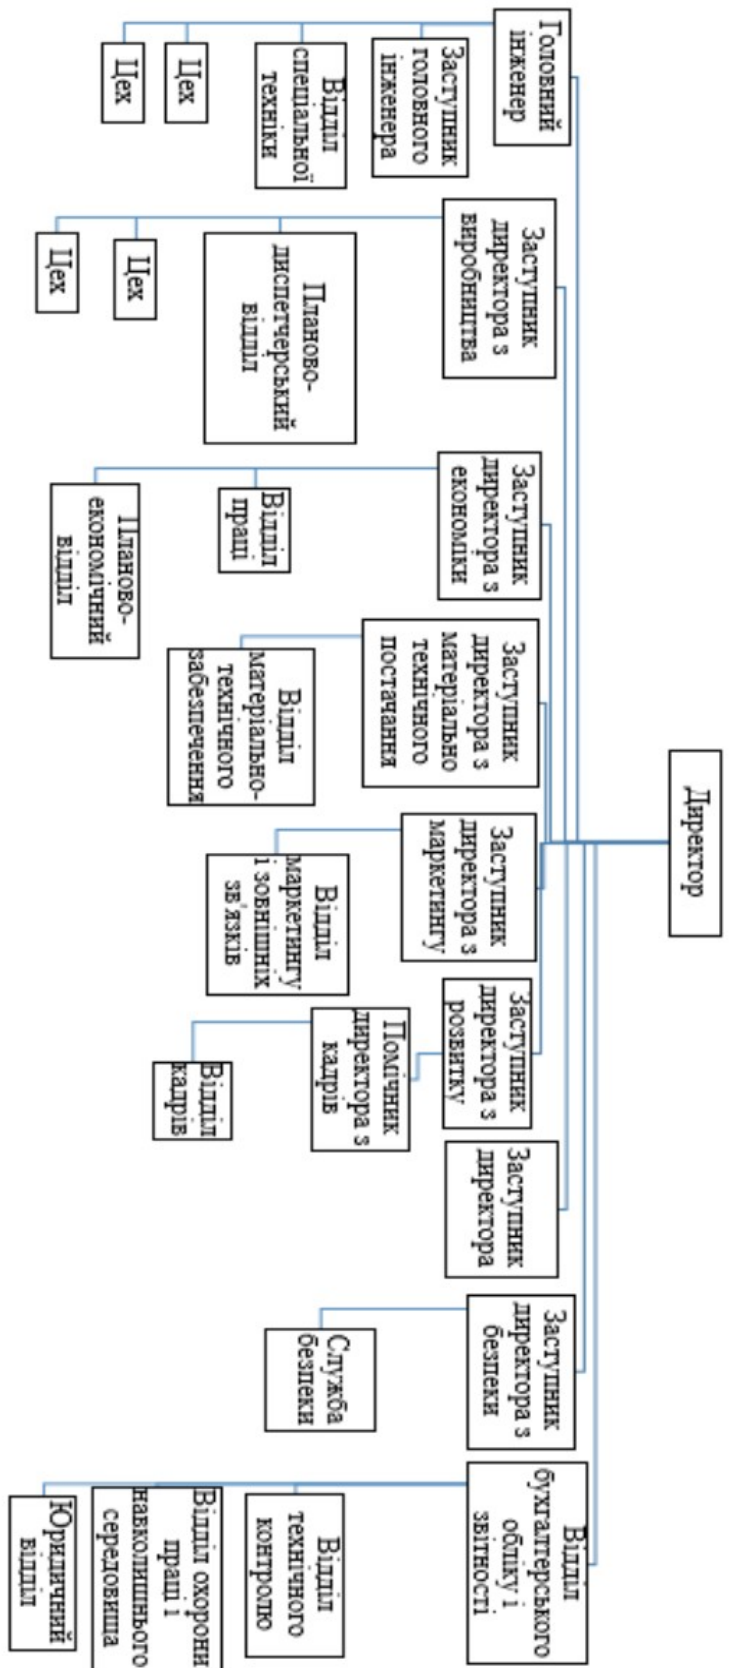 Директор
Головний
інженер
Заступник
головного
інженера
Відділ
спеціальної
техніки
Цех
Цех
Заступник
директора з
виробництва
Планово-
диспетчерський
відділ
Цех
Цех
Заступник
директора з
економіки
Відділ
праці
Планово-
економічний
відділ
Заступник
директора з
матеріально
технічного
постачання
Відділ
матеріально-
технічного
забезпечення
Заступник
директора з
маркетингу
Відділ
маркетингу
і зовнішніх
зв'язків
Заступник
директора з
розвитку
Помічник
директора з
кадрів
Відділ
кадрів
Заступник
директора
Заступник
директора з
безпеки
Служба
безпеки
Відділ
бухгалтерського
обліку і
звітності
Відділ
технічного
контролю
Відділ охорони
праці і
навколишнього
середовища
Юридичний
відділ